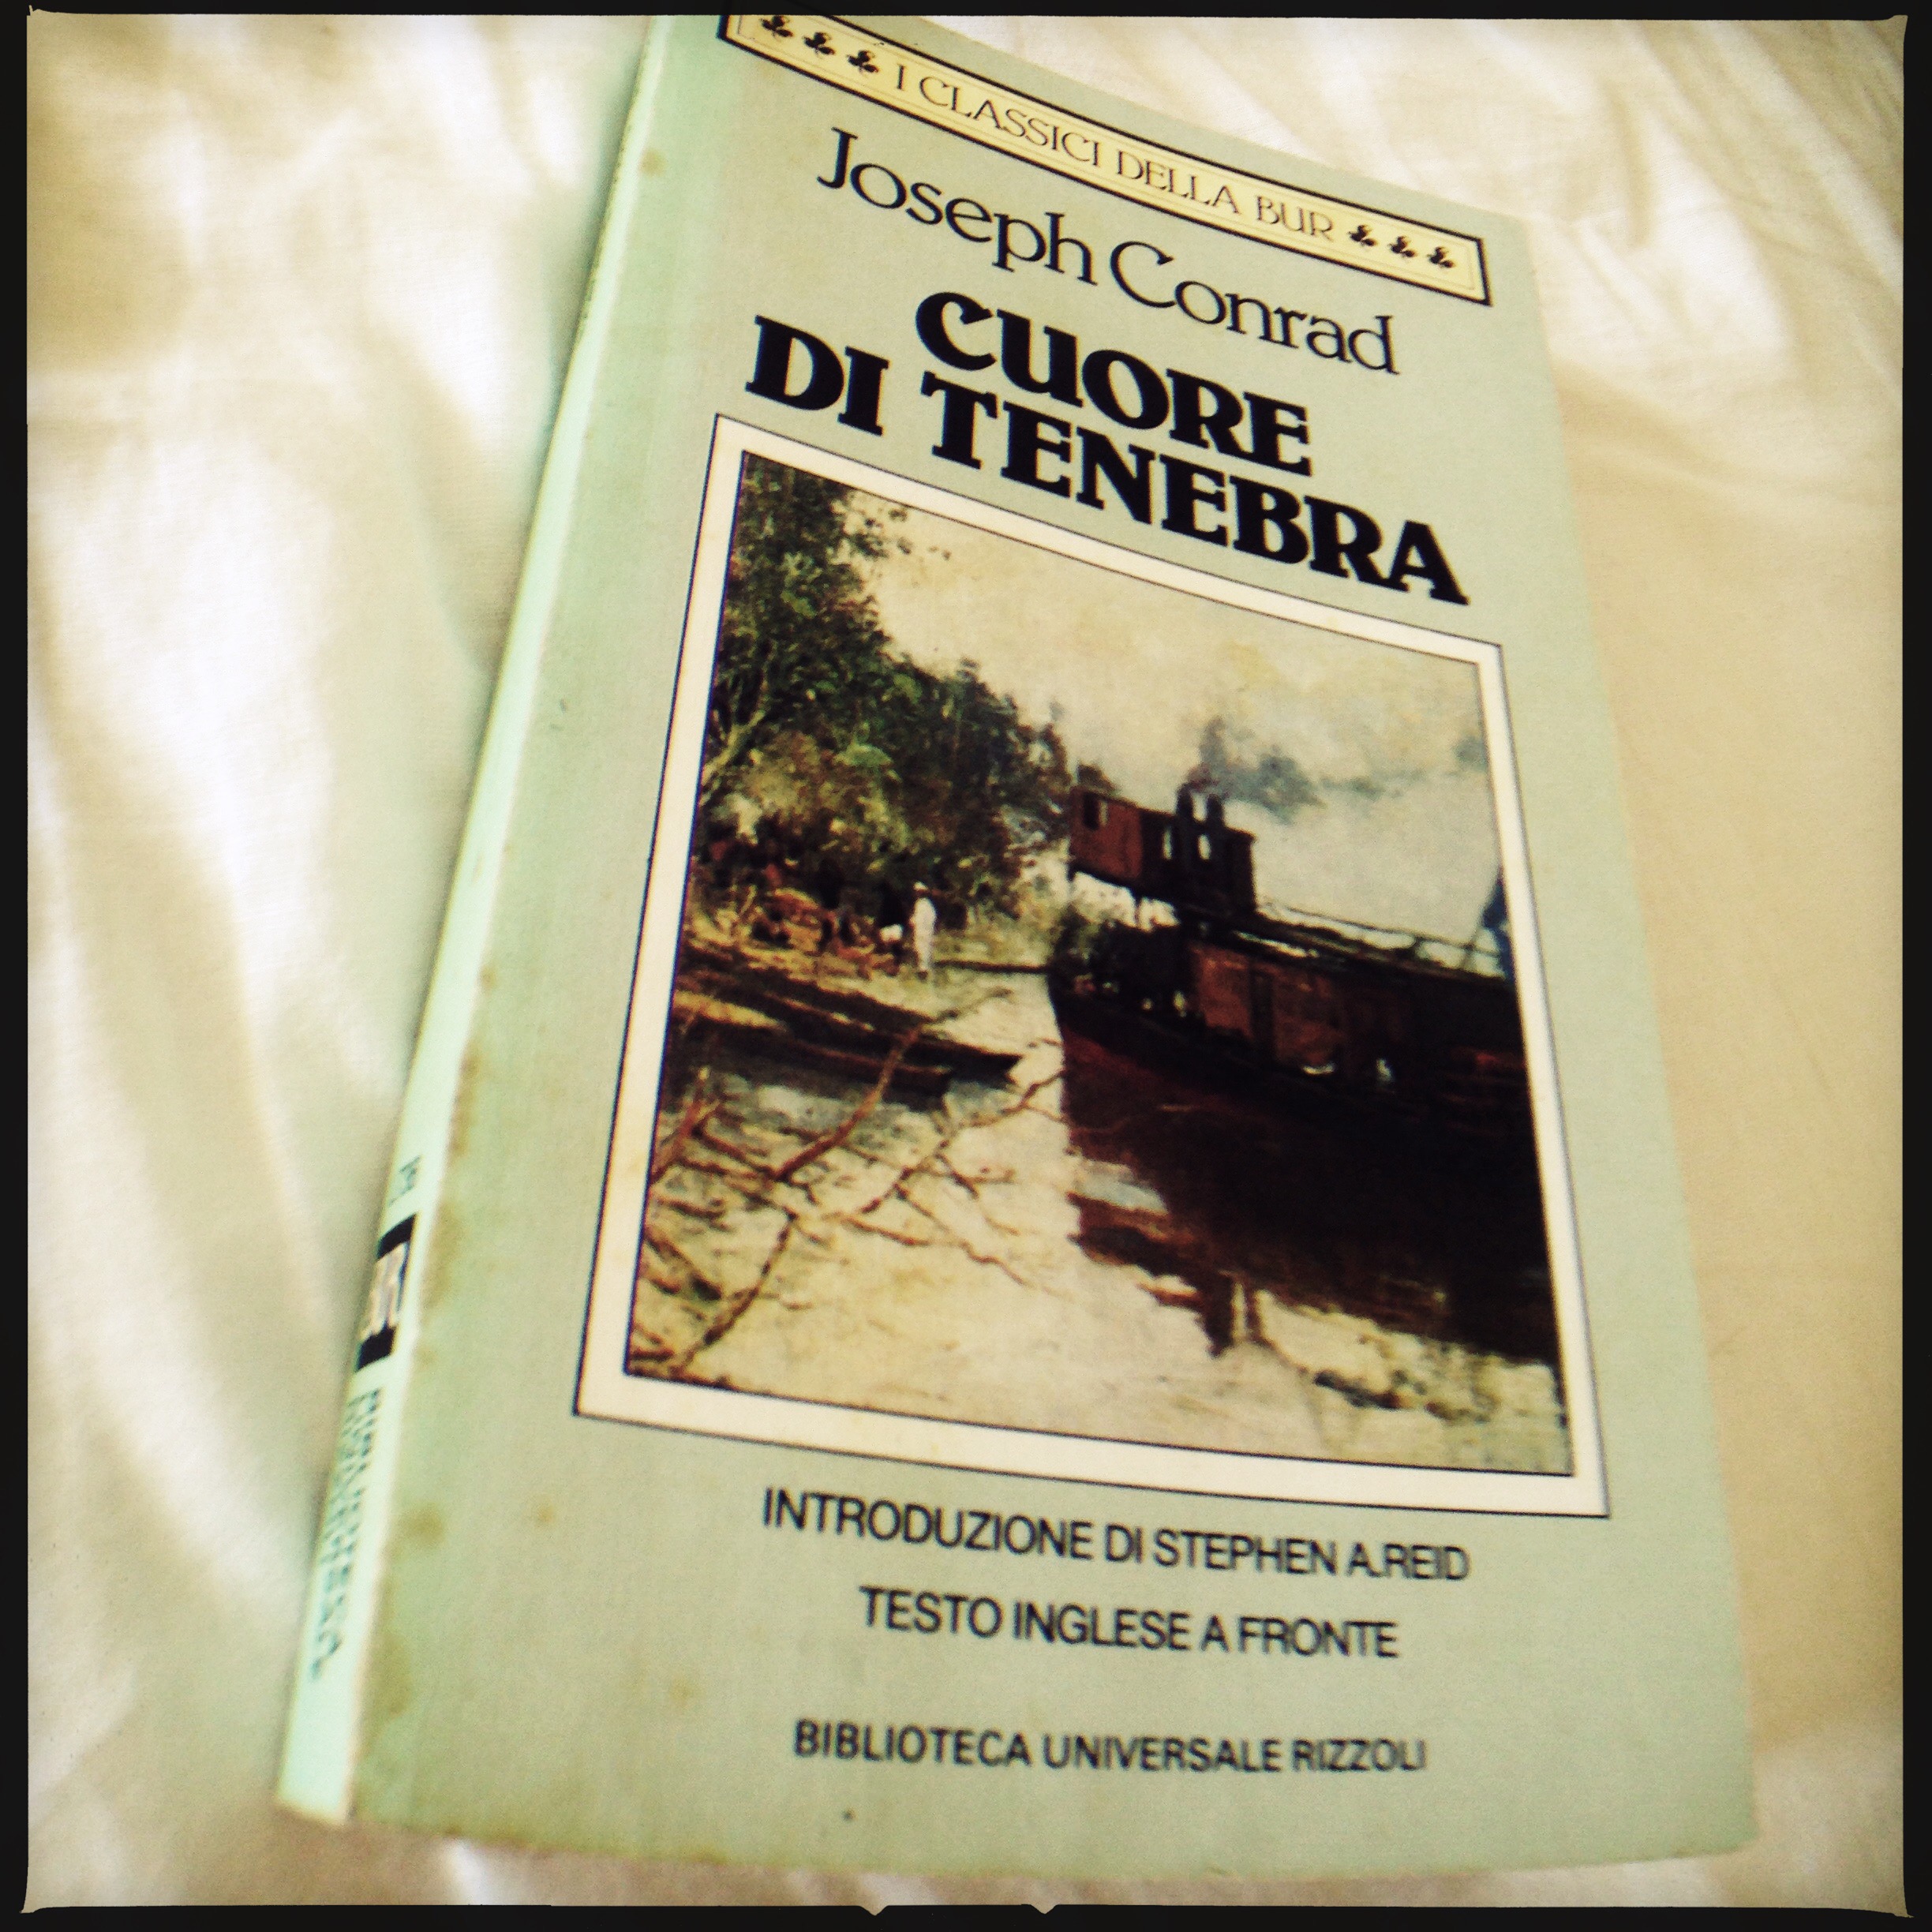 I CLASSICI DELLA BUR
Joseph Conrad
CUORE
DI TENEBRA
INTRODUZIONE DI STEPHEN A.REID
TESTO INGLESE A FRONTE
BIBLIOTECA UNIVERSALE RIZZOLI